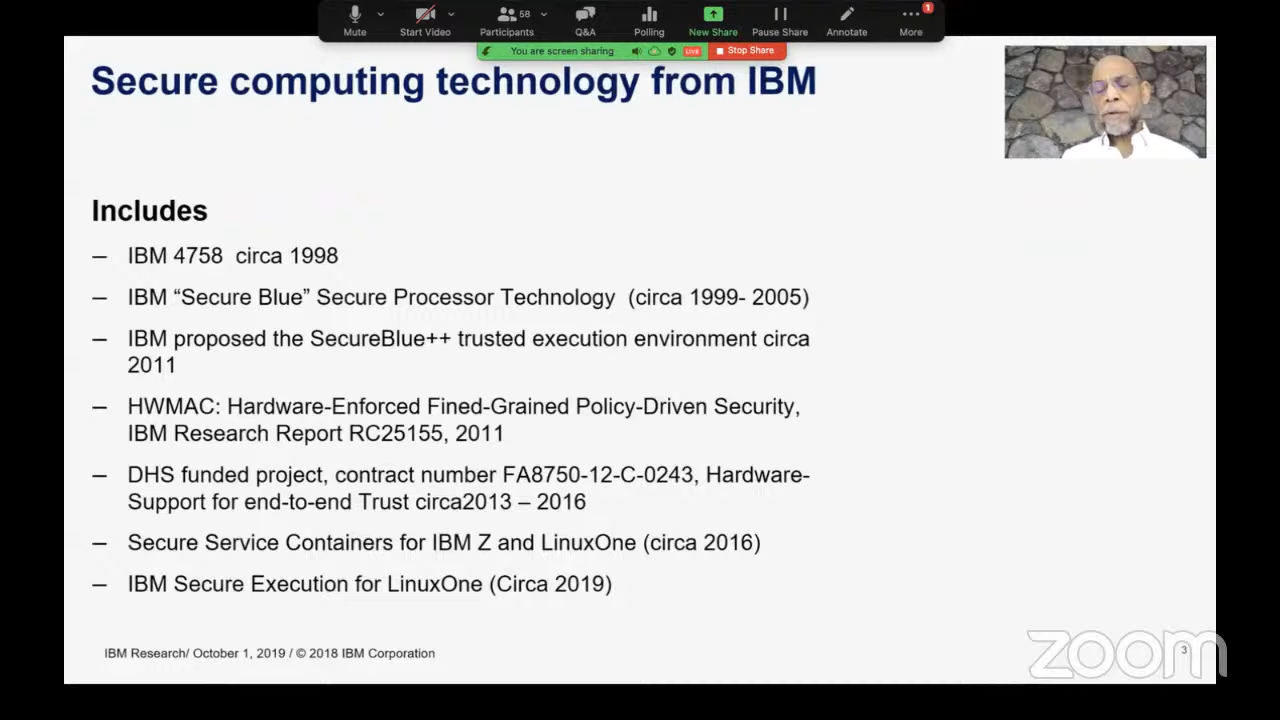 58
1
Mute
Start Video
Participants
Q&A
Polling
New Share
Pause Share
Annotate
More
You are screen sharing
LIVE
Stop Share
Secure computing technology from IBM
Includes
– IBM 4758 circa 1998
– IBM “Secure Blue” Secure Processor Technology (circa 1999- 2005)
– IBM proposed the SecureBlue++ trusted execution environment circa
2011
– HWMAC: Hardware-Enforced Fined-Grained Policy-Driven Security,
IBM Research Report RC25155, 2011
– DHS funded project, contract number FA8750-12-C-0243, Hardware-
Support for end-to-end Trust circa2013 – 2016
– Secure Service Containers for IBM Z and LinuxOne (circa 2016)
– IBM Secure Execution for LinuxOne (Circa 2019)
IBM Research/ October 1, 2019 / © 2018 IBM Corporation
3
zoom